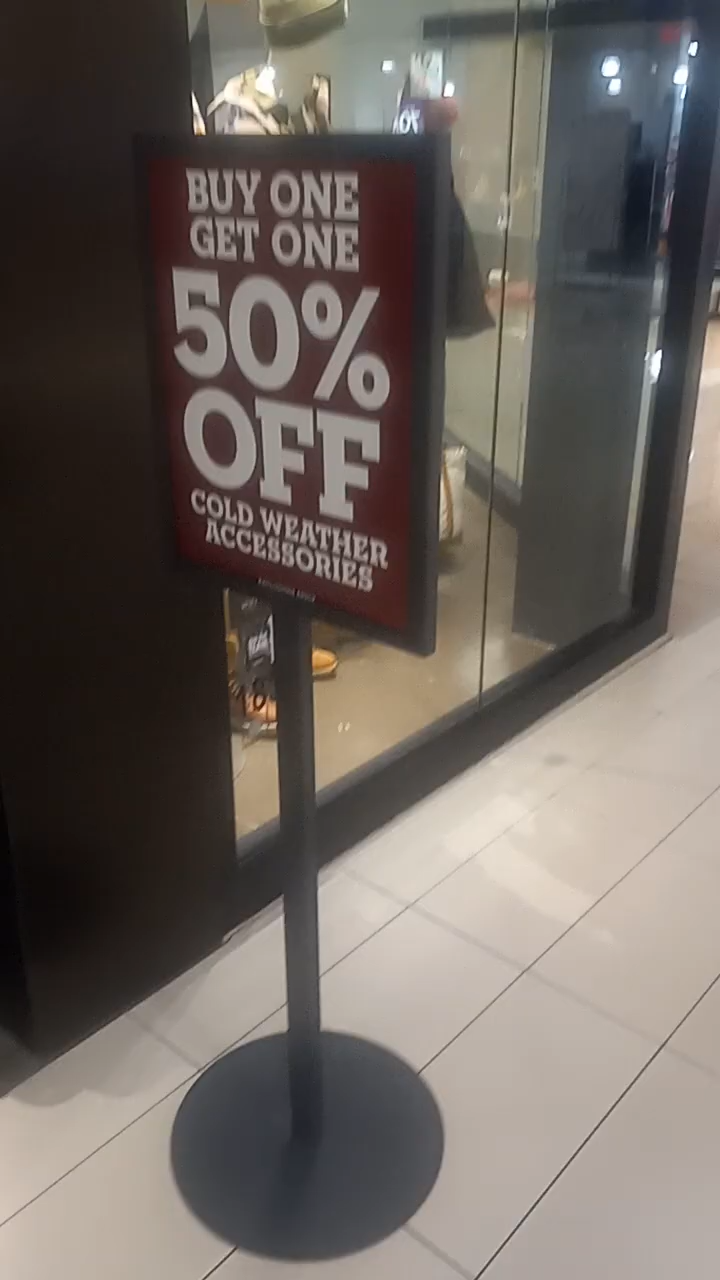 BUY ONE
GET ONE
50%
OFF
COLD WEATHER
ACCESSORIES